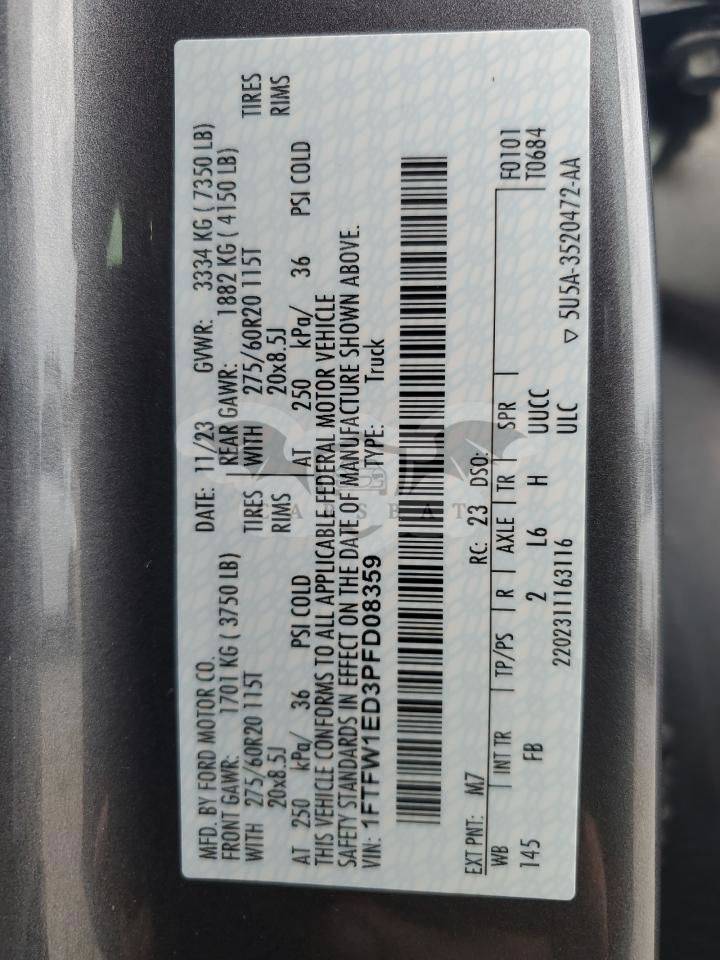 MFD. BY FORD MOTOR CO. DATE: 11/23 GVWR: 3334 KG ( 7350 LB)
FRONT GAWR: 1701 KG ( 3750 LB) REAR GAWR: 1882 KG ( 4150 LB)
WITH 275/60R20 115T TIRES WITH 275/60R20 115T TIRES
20x8.5J RIMS 20x8.5J RIMS
AT 250 kPa/ 36 PSI COLD AT 250 kPa/ 36 PSI COLD
THIS VEHICLE CONFORMS TO ALL APPLICABLE FEDERAL MOTOR VEHICLE
SAFETY STANDARDS IN EFFECT ON THE DATE OF MANUFACTURE SHOWN ABOVE.
VIN: 1FTFW1ED3PFD08359 TYPE: Truck
CARSBAT
EXT PNT: M7 RC: 23 DSO: F0101
WB INT TR TP/PS R AXLE TR SPR T0684
145 FB 2 L6 H UUCC
2202311163116 ULC ▽ 5U5A-3520472-AA